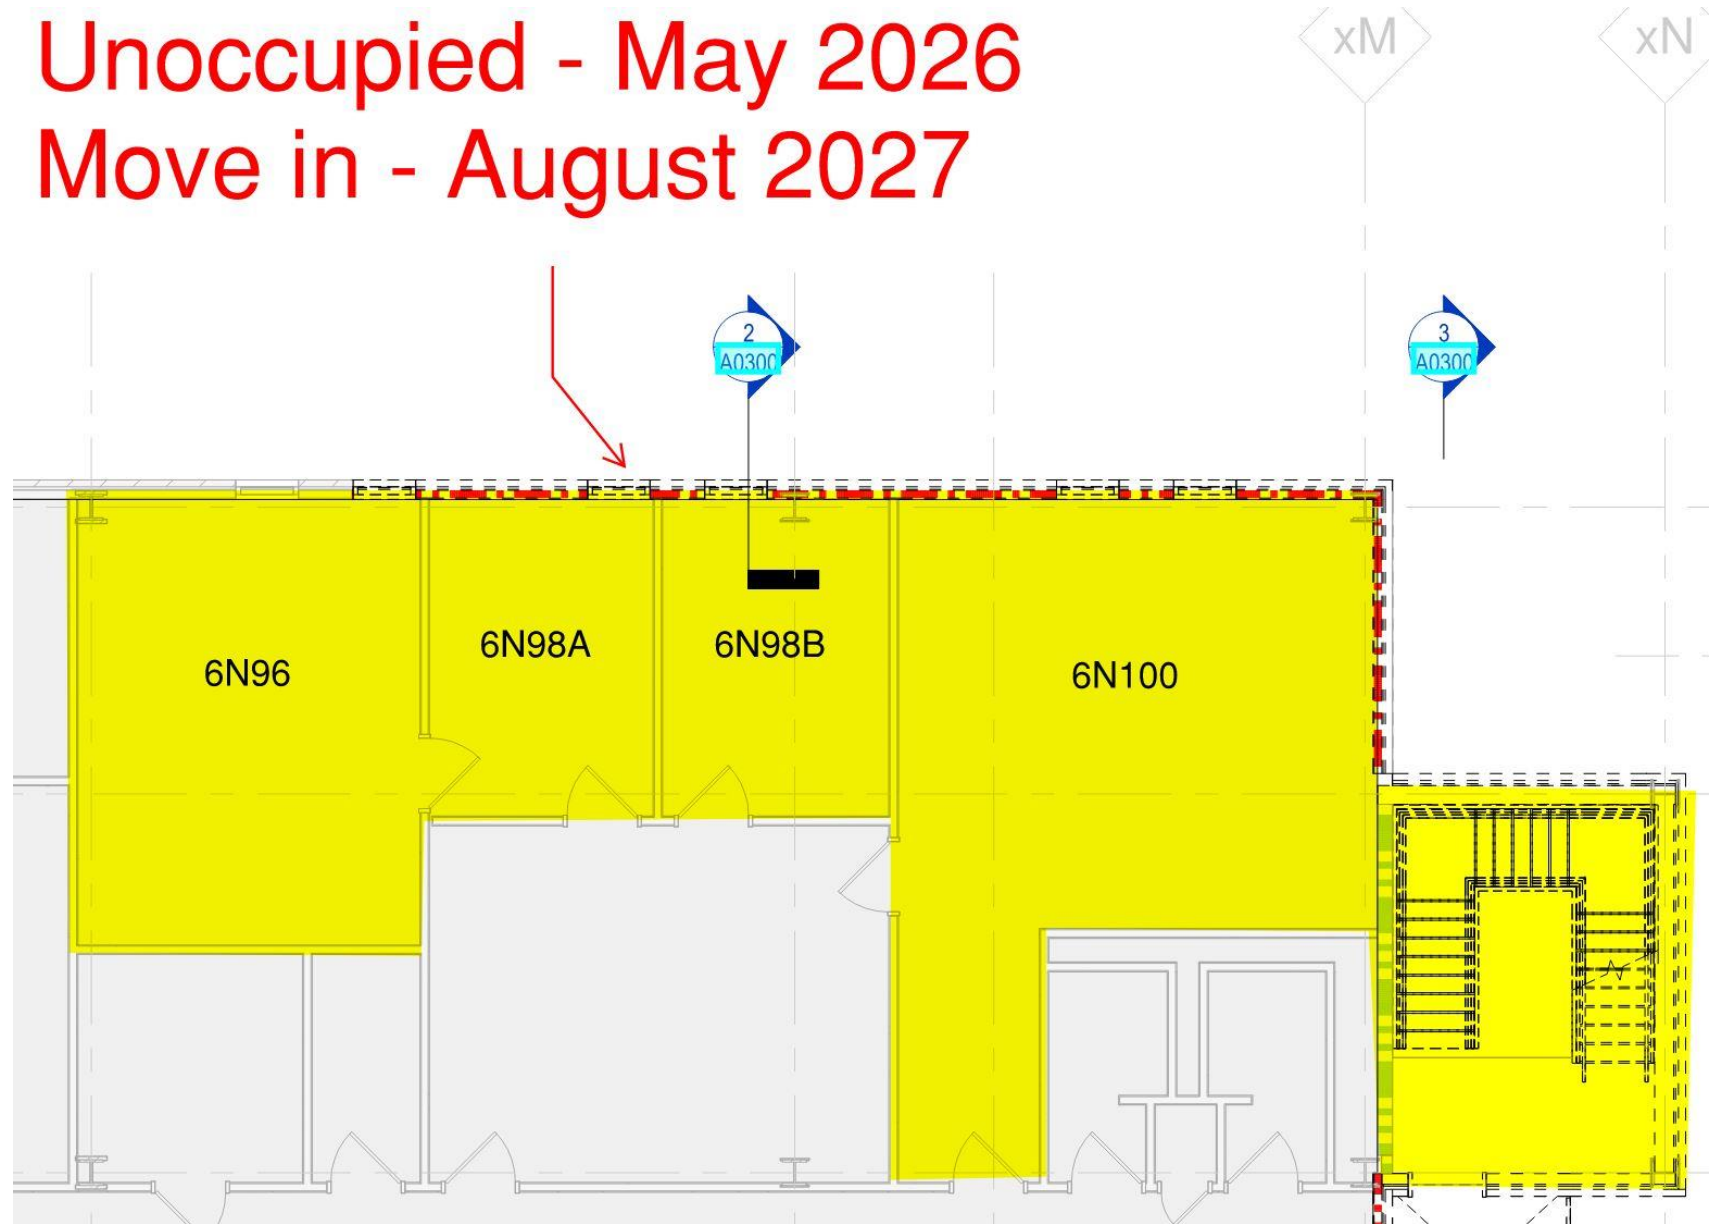 Unoccupied - May 2026
Move in - August 2027
xM
xN
2
A0300
3
A0300
6N96
6N98A
6N98B
6N100